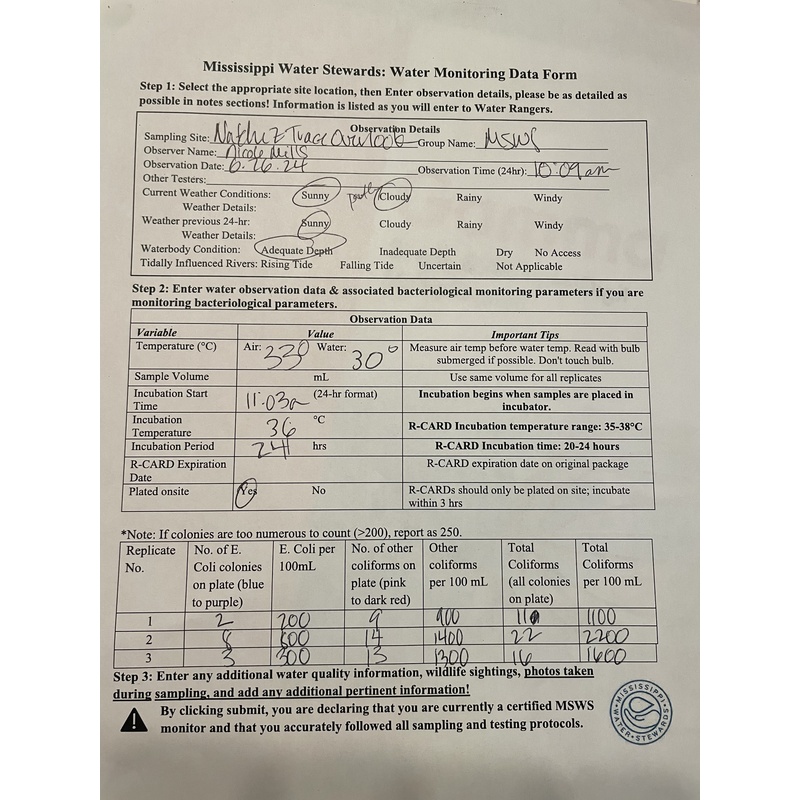 Mississippi Water Stewards: Water Monitoring Data Form
Step 1: Select the appropriate site location, then Enter observation details, please be as detailed as
possible in notes sections! Information is listed as you will enter to Water Rangers.
Observation Details
Sampling Site: Natchez Trace Overlook Group Name: MSWS
Observer Name: Nicole Mills
Observation Date: 6.26.24 Observation Time (24hr): 10:09am
Other Testers:
Current Weather Conditions: Sunny partly Cloudy Rainy Windy
Weather Details:
Weather previous 24-hr: Sunny Cloudy Rainy Windy
Weather Details:
Waterbody Condition: Adequate Depth Inadequate Depth Dry No Access
Tidally Influenced Rivers: Rising Tide Falling Tide Uncertain Not Applicable
Step 2: Enter water observation data & associated bacteriological monitoring parameters if you are
monitoring bacteriological parameters.
Observation Data
Variable Value Important Tips
Temperature (°C) Air: 33° Water: 30° Measure air temp before water temp. Read with bulb
submerged if possible. Don't touch bulb.
Sample Volume mL Use same volume for all replicates
Incubation Start 11:03a (24-hr format) Incubation begins when samples are placed in
Time incubator.
Incubation 36 °C R-CARD Incubation temperature range: 35-38°C
Temperature
Incubation Period 24 hrs R-CARD Incubation time: 20-24 hours
R-CARD Expiration R-CARD expiration date on original package
Date
Plated onsite Yes No R-CARDs should only be plated on site; incubate
within 3 hrs
*Note: If colonies are too numerous to count (>200), report as 250.
Replicate No. of E. E. Coli per No. of other Other Total Total
No. Coli colonies 100mL coliforms on coliforms Coliforms Coliforms
on plate (blue plate (pink per 100 mL (all colonies per 100 mL
to purple) to dark red) on plate)
1 2 200 9 900 11 1100
2 8 800 14 1400 22 2200
3 3 300 13 1300 16 1600
Step 3: Enter any additional water quality information, wildlife sightings, photos taken
during sampling, and add any additional pertinent information!
By clicking submit, you are declaring that you are currently a certified MSWS
monitor and that you accurately followed all sampling and testing protocols.
MISSISSIPPI
WATER STEWARDS